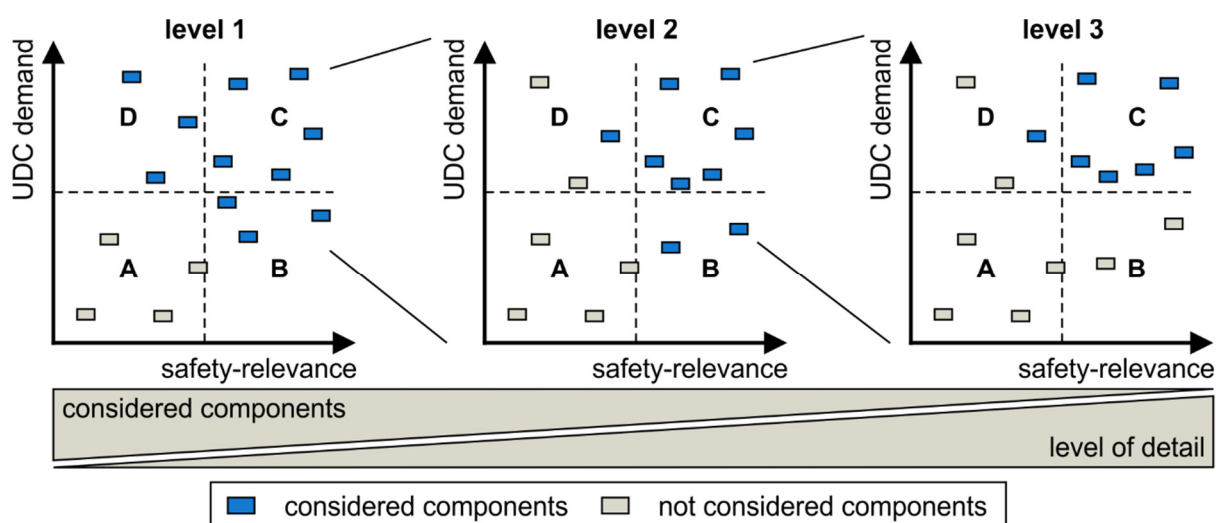 level 1
UDC demand
D
C
A
B
safety-relevance
level 2
UDC demand
D
C
A
B
safety-relevance
level 3
UDC demand
D
C
A
B
safety-relevance
considered components
level of detail
considered components
not considered components